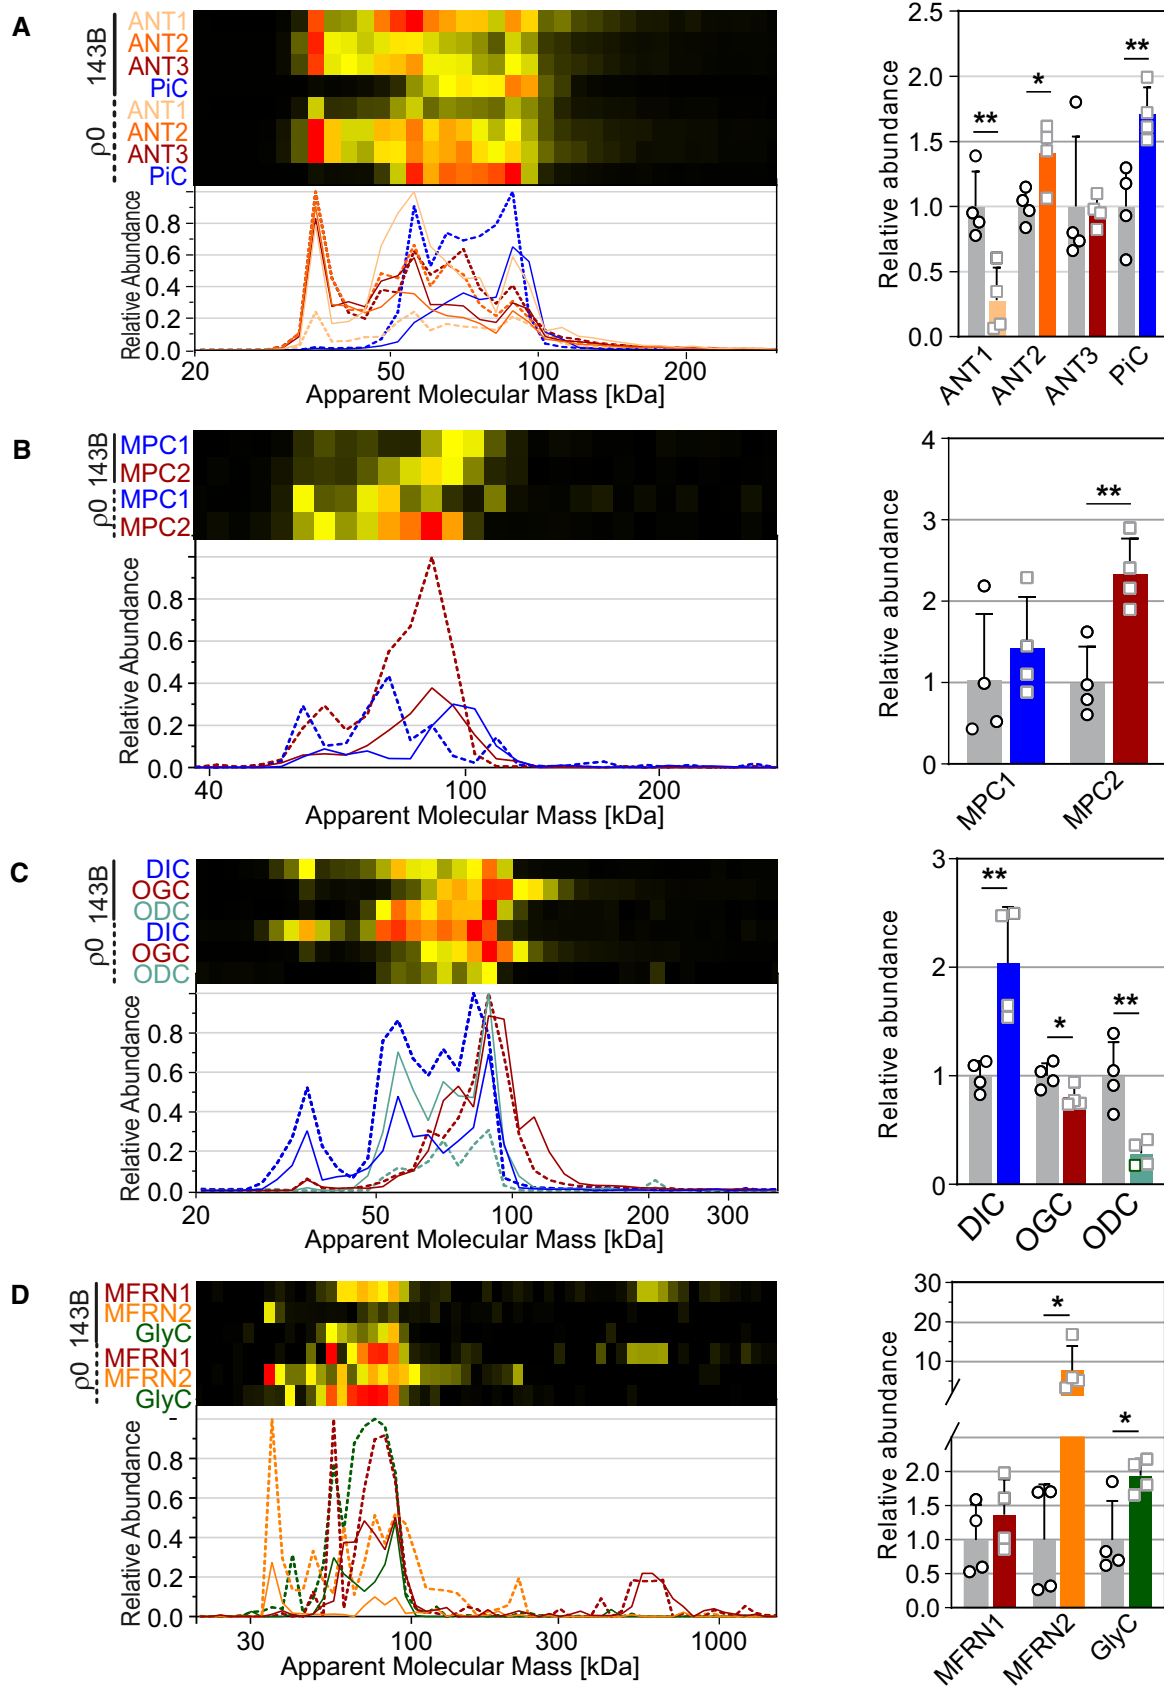 A
143B
ρ0
ANT1
ANT2
ANT3
PiC
ANT1
ANT2
ANT3
PiC
Relative Abundance
0.8
0.6
0.4
0.2
0.0
20
50
100
200
Apparent Molecular Mass [kDa]
Relative abundance
2.5
2.0
1.5
1.0
0.5
0.0
**
*
**
ANT1
ANT2
ANT3
PiC
B
143B
ρ0
MPC1
MPC2
MPC1
MPC2
Relative Abundance
0.8
0.6
0.4
0.2
0.0
40
100
200
Apparent Molecular Mass [kDa]
Relative abundance
4
3
2
1
0
**
MPC1
MPC2
C
143B
ρ0
DIC
OGC
ODC
DIC
OGC
ODC
Relative Abundance
0.8
0.6
0.4
0.2
0.0
20
50
100
200
300
Apparent Molecular Mass [kDa]
Relative abundance
3
2
1
0
**
*
**
DIC
OGC
ODC
D
143B
ρ0
MFRN1
MFRN2
GlyC
MFRN1
MFRN2
GlyC
Relative Abundance
0.8
0.6
0.4
0.2
0.0
30
100
300
1000
Apparent Molecular Mass [kDa]
Relative abundance
30
20
10
2.0
1.5
1.0
0.5
0.0
*
*
MFRN1
MFRN2
GlyC